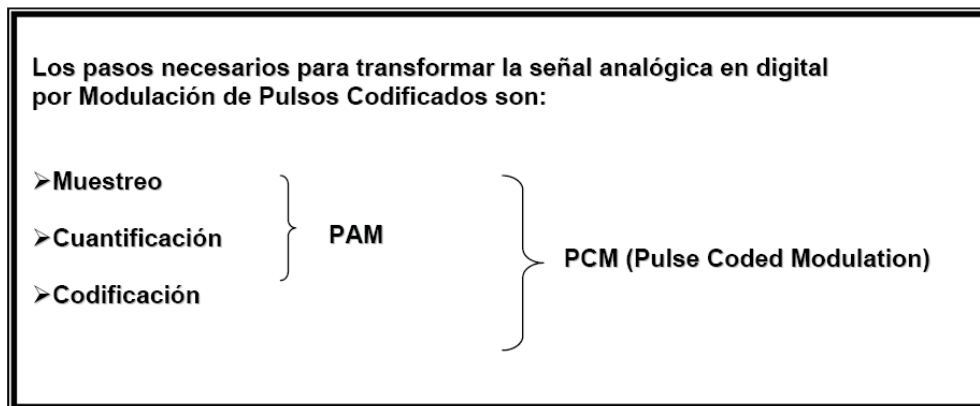 Los pasos necesarios para transformar la señal analógica en digital
por Modulación de Pulsos Codificados son:
➢Muestreo
➢Cuantificación
PAM
PCM (Pulse Coded Modulation)
➢Codificación